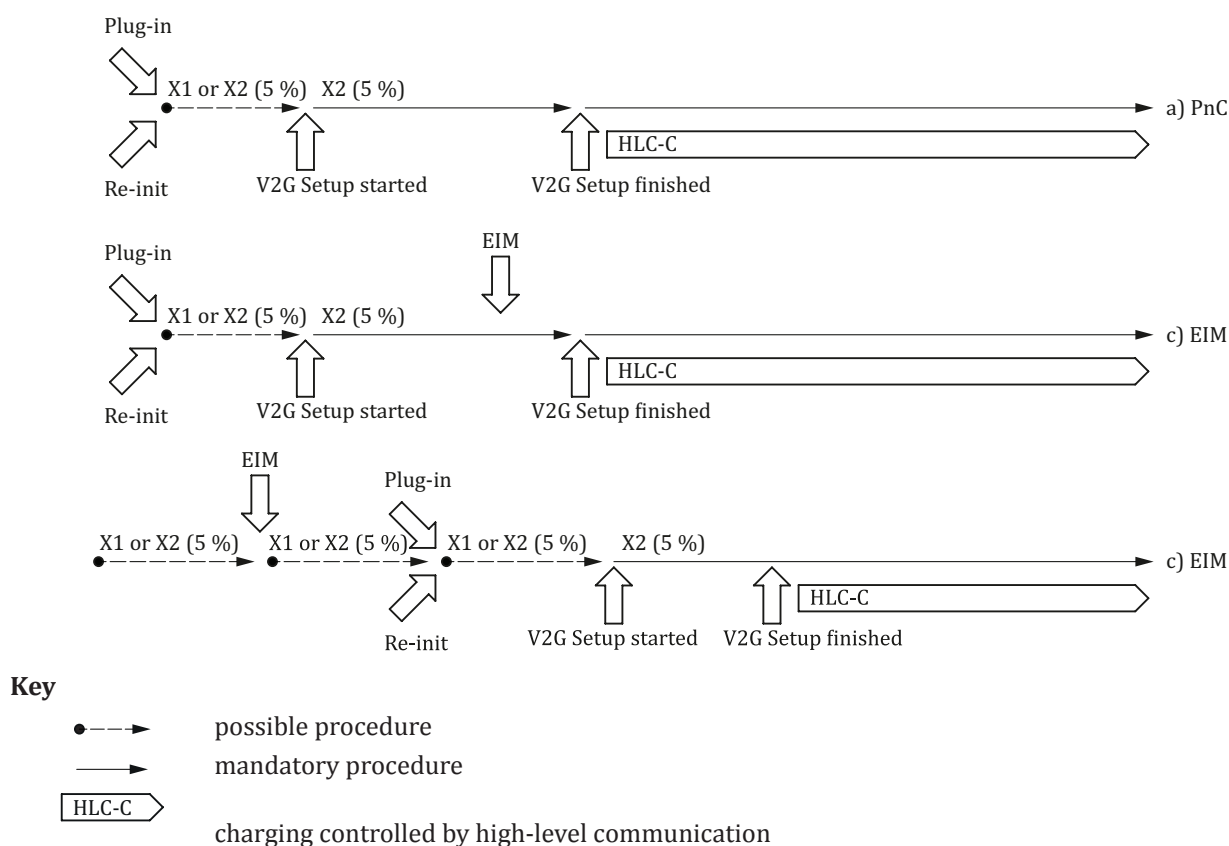 Plug-in
X1 or X2 (5 %) X2 (5 %)
a) PnC
HLC-C
Re-init V2G Setup started V2G Setup finished
EIM
Plug-in
X1 or X2 (5 %) X2 (5 %)
c) EIM
HLC-C
Re-init V2G Setup started V2G Setup finished
EIM
Plug-in
X1 or X2 (5 %) X1 or X2 (5 %) X1 or X2 (5 %) X2 (5 %)
c) EIM
HLC-C
Re-init V2G Setup started V2G Setup finished
Key
possible procedure
mandatory procedure
HLC-C
charging controlled by high-level communication